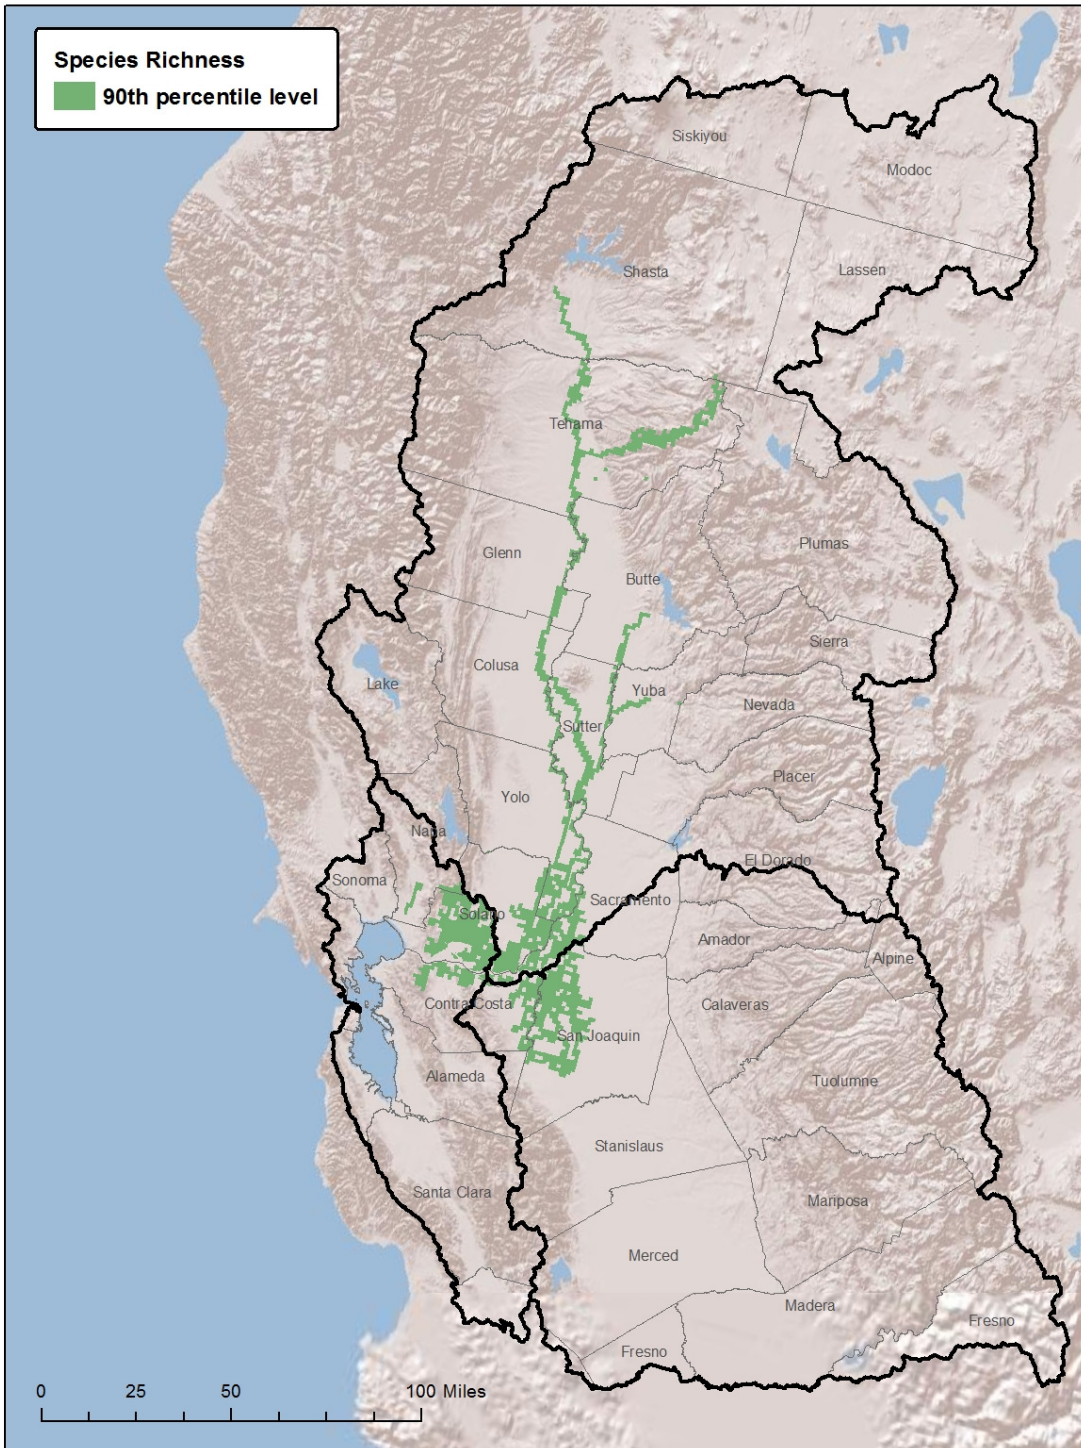 Species Richness
90th percentile level
Siskiyou
Modoc
Shasta
Lassen
Tehama
Plumas
Glenn
Butte
Sierra
Colusa
Lake
Yuba
Nevada
Sutter
Placer
Yolo
Napa
El Dorado
Sonoma
Solano
Sacramento
Amador
Alpine
Contra Costa
Calaveras
San Joaquin
Alameda
Tuolumne
Stanislaus
Santa Clara
Mariposa
Merced
Madera
Fresno
Fresno
0 25 50 100 Miles